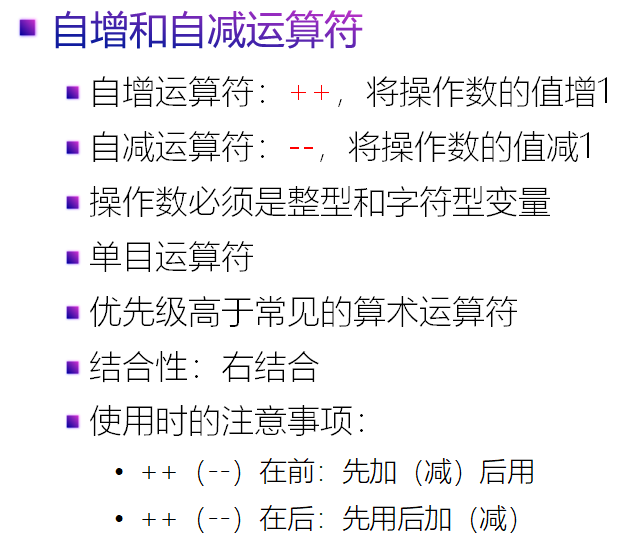 自增和自减运算符
自增运算符：++，将操作数的值增1
自减运算符：--，将操作数的值减1
操作数必须是整型和字符型变量
单目运算符
优先级高于常见的算术运算符
结合性：右结合
使用时的注意事项：
• ++（--）在前：先加（减）后用
• ++（--）在后：先用后加（减）